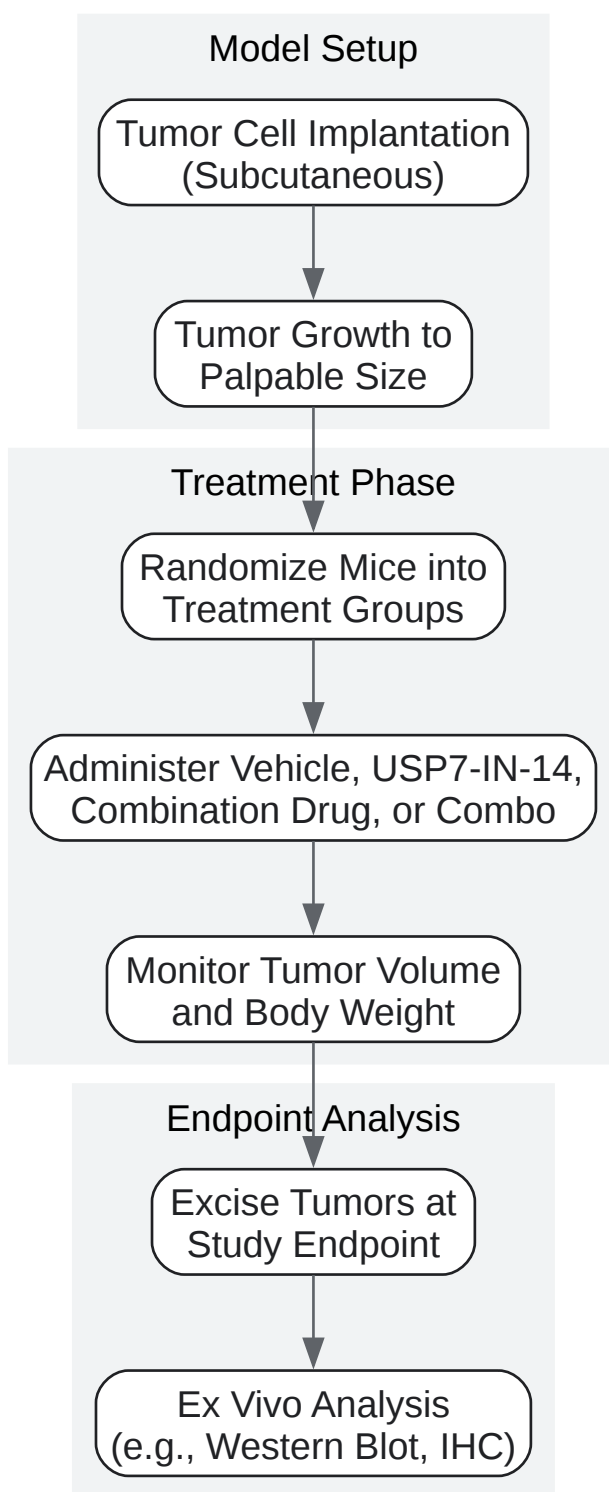 Model Setup
Tumor Cell Implantation
(Subcutaneous)
Tumor Growth to
Palpable Size
Treatment Phase
Randomize Mice into
Treatment Groups
Administer Vehicle, USP7-IN-14,
Combination Drug, or Combo
Monitor Tumor Volume
and Body Weight
Endpoint Analysis
Excise Tumors at
Study Endpoint
Ex Vivo Analysis
(e.g., Western Blot, IHC)